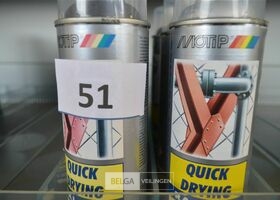 MOTIP
MOTIP
51
QUICK
DRYING
QUICK
DRYING
BELGA VEILINGEN